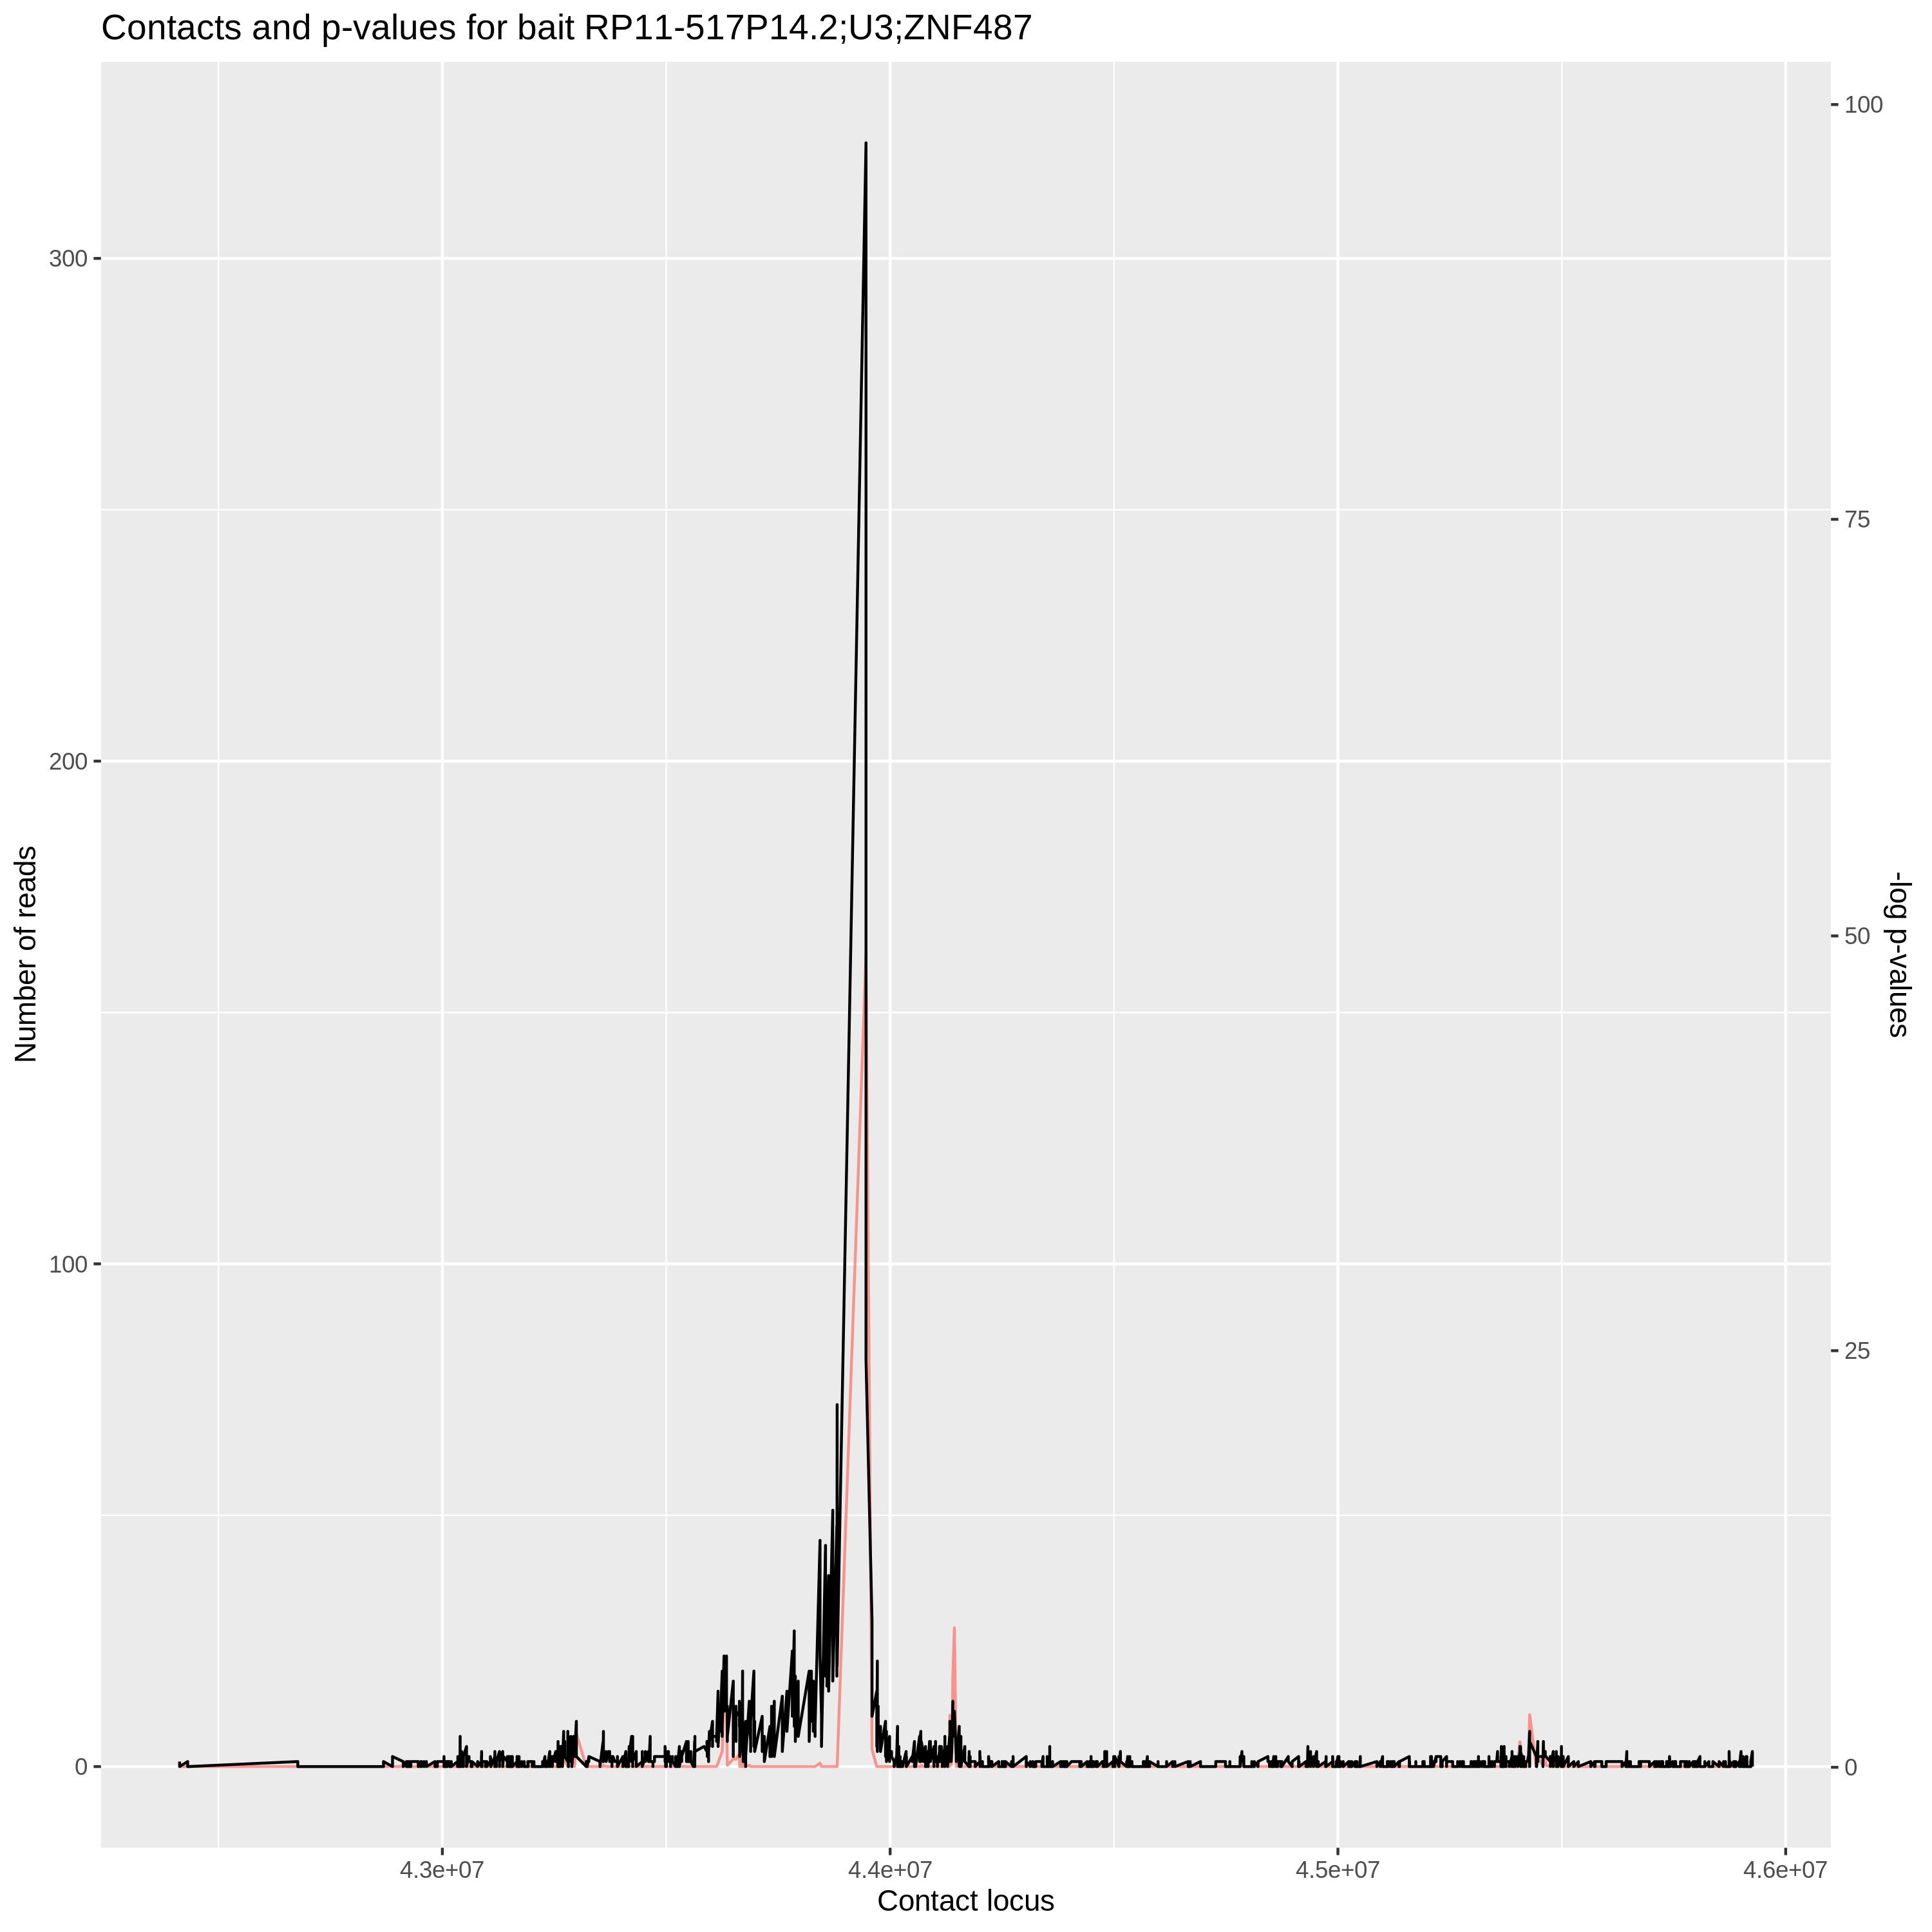 Contacts and p-values for bait RP11-517P14.2;U3;ZNF487
100
300
75
200
50
100
25
0
0
Number of reads
-log p-values
4.3e+07
4.4e+07
4.5e+07
4.6e+07
Contact locus